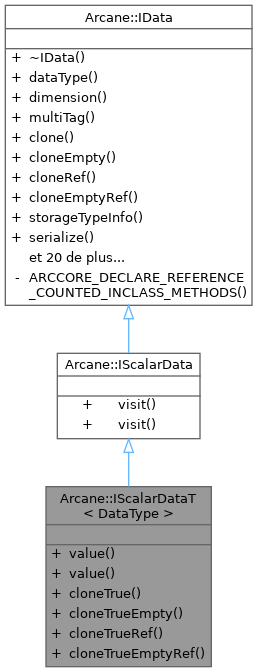 Arcane::IData
+ ~IData()
+ dataType()
+ dimension()
+ multiTag()
+ clone()
+ cloneEmpty()
+ cloneRef()
+ cloneEmptyRef()
+ storageTypeInfo()
+ serialize()
et 20 de plus...
- ARCCORE_DECLARE_REFERENCE
_COUNTED_INCLASS_METHODS()
Arcane::IScalarData
+ visit()
+ visit()
Arcane::IScalarDataT
< DataType >
+ value()
+ value()
+ cloneTrue()
+ cloneTrueEmpty()
+ cloneTrueRef()
+ cloneTrueEmptyRef()